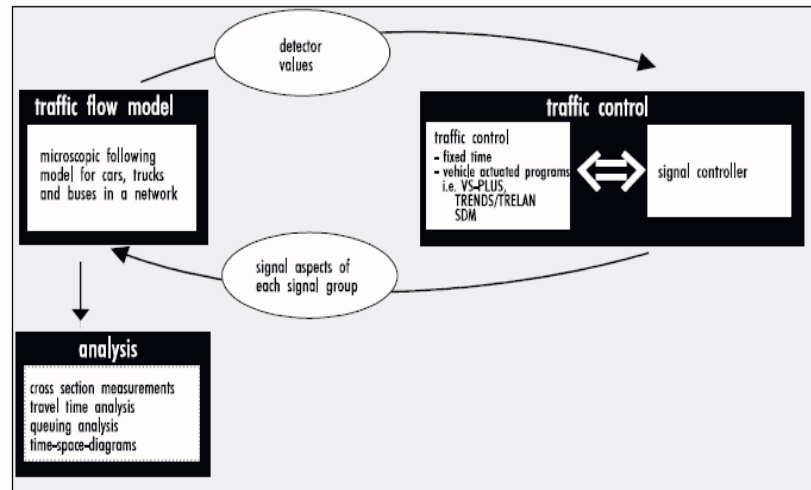 detector
values
traffic flow model
microscopic following
model for cars, trucks
and buses in a network
traffic control
traffic control
- fixed time
- vehicle actuated programs
i.e. VS-PLUS,
TRENDS/TRELAN
SDM
signal controller
signal aspects of
each signal group
analysis
cross section measurements
travel time analysis
queuing analysis
time-space-diagrams